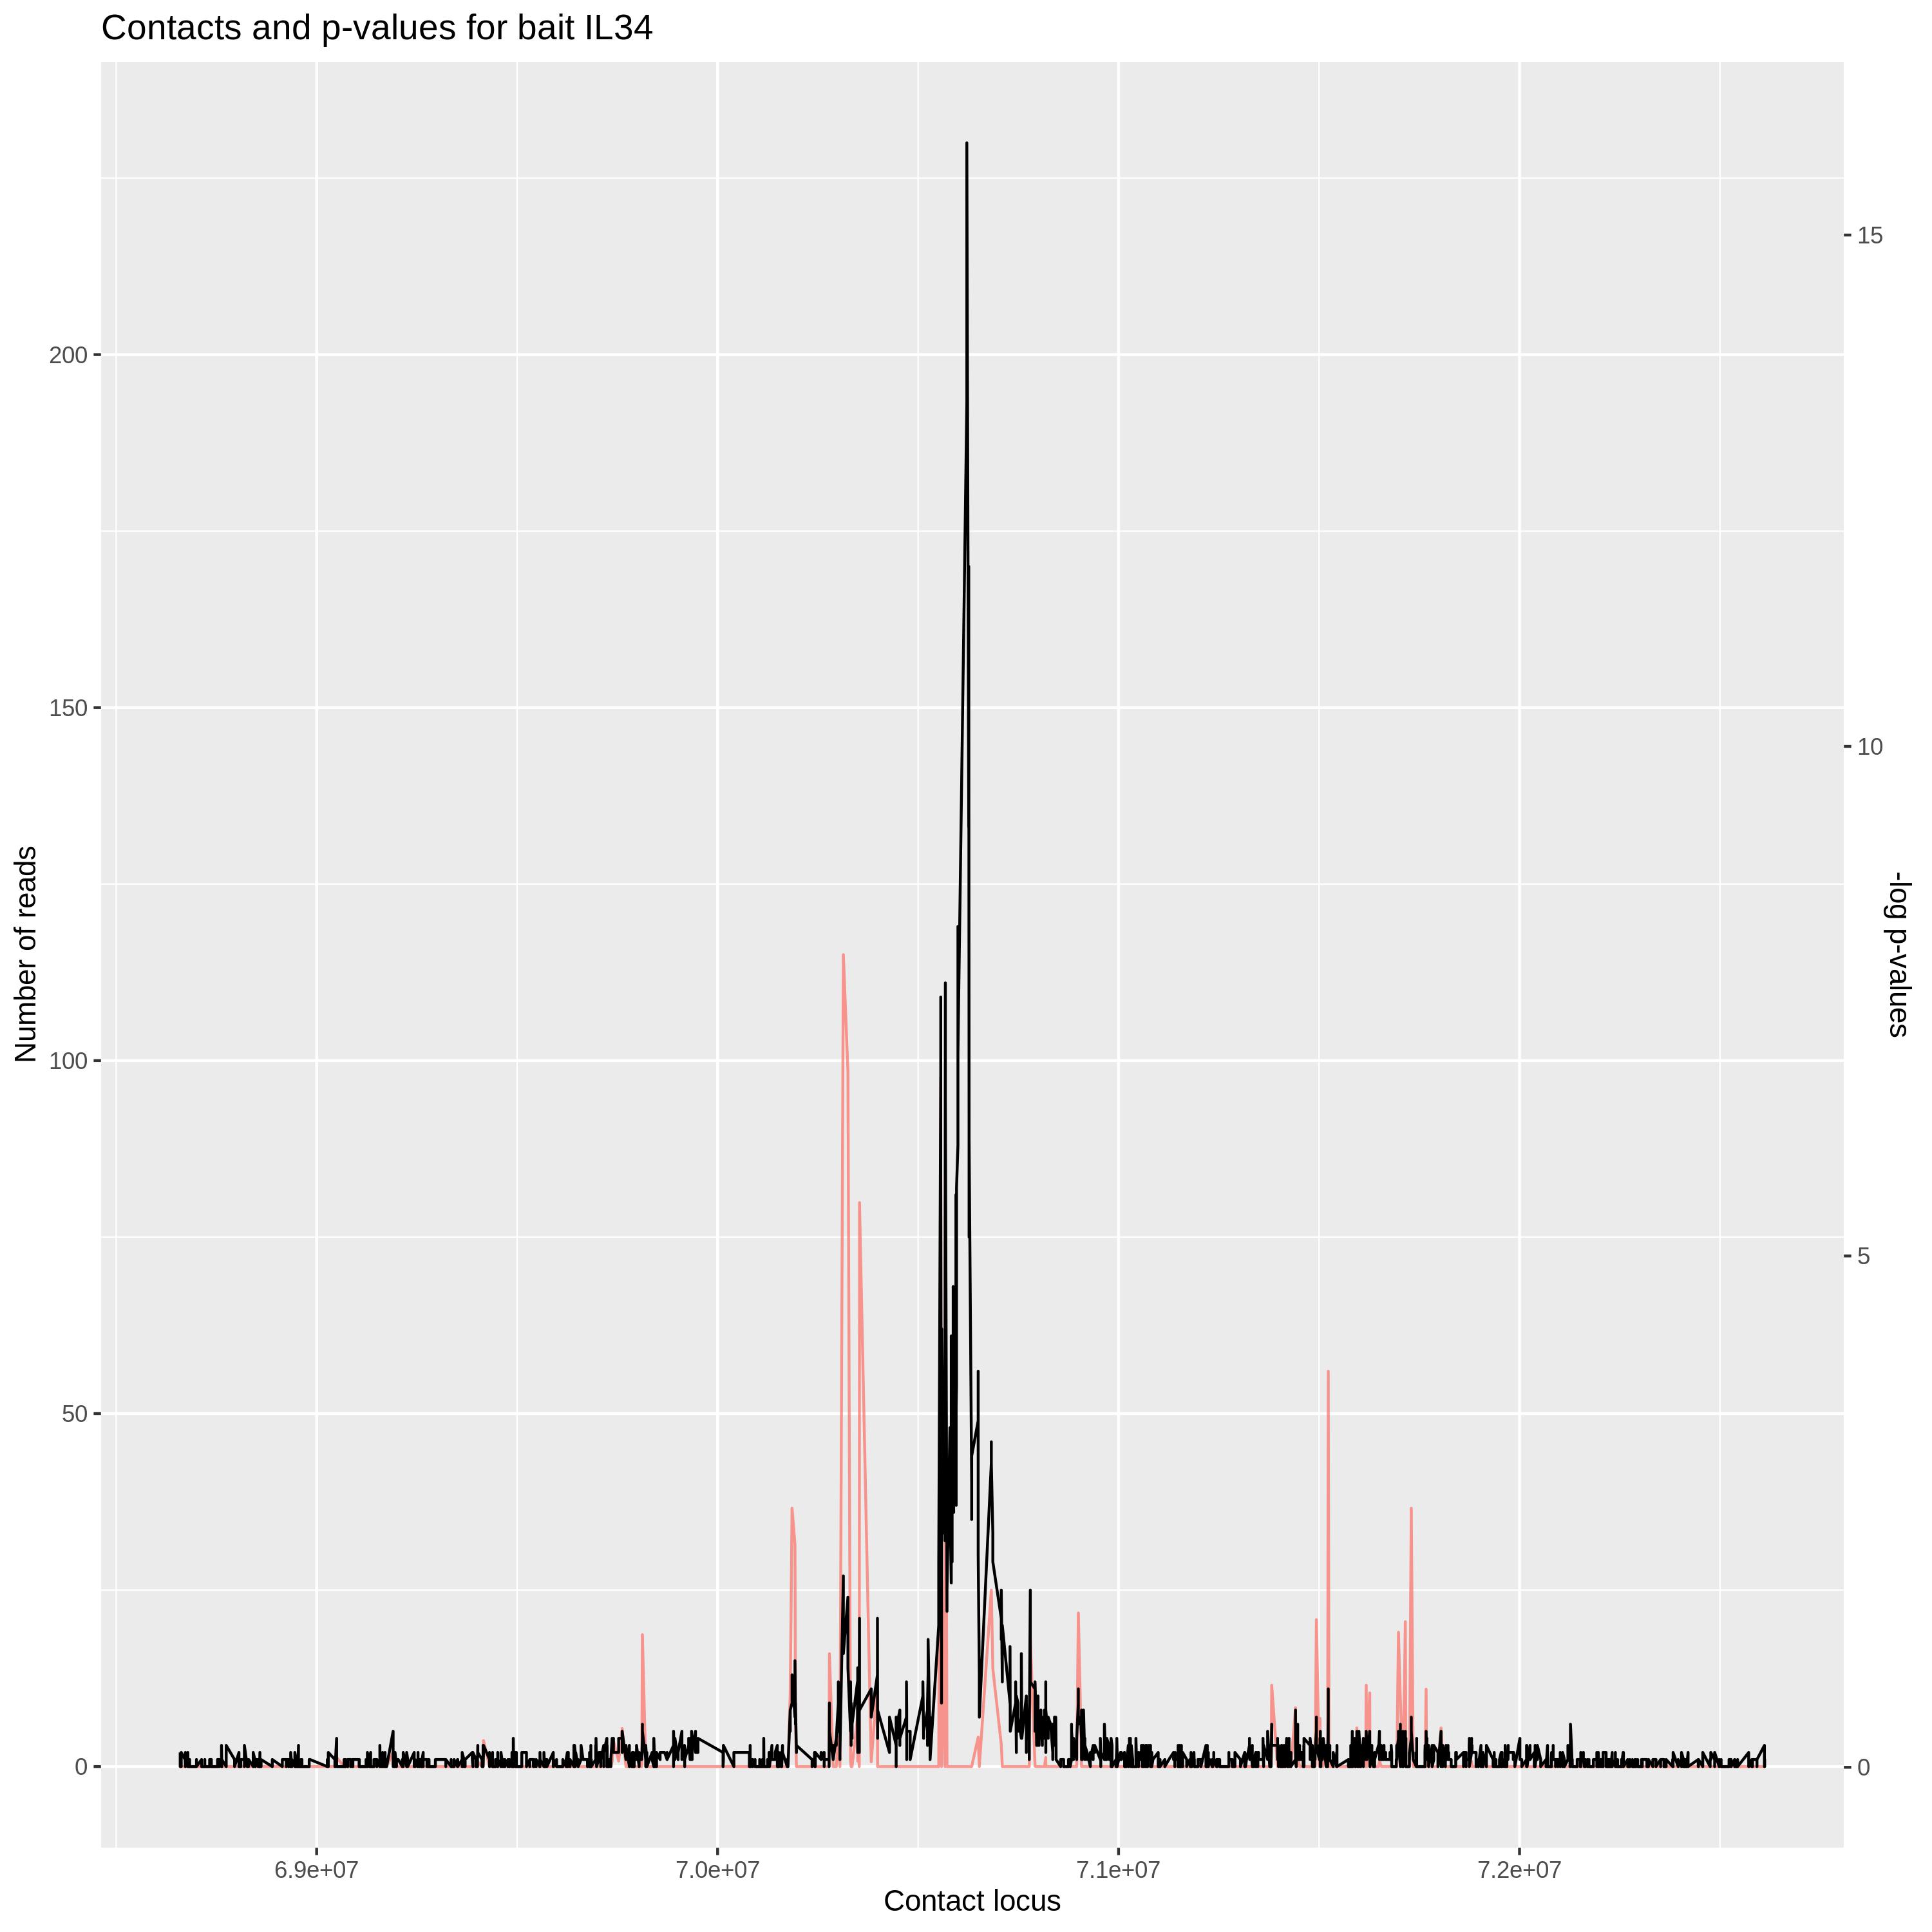 Contacts and p-values for bait IL34
Number of reads
200
150
100
50
0
15
10
5
0
-log p-values
6.9e+07
7.0e+07
7.1e+07
7.2e+07
Contact locus